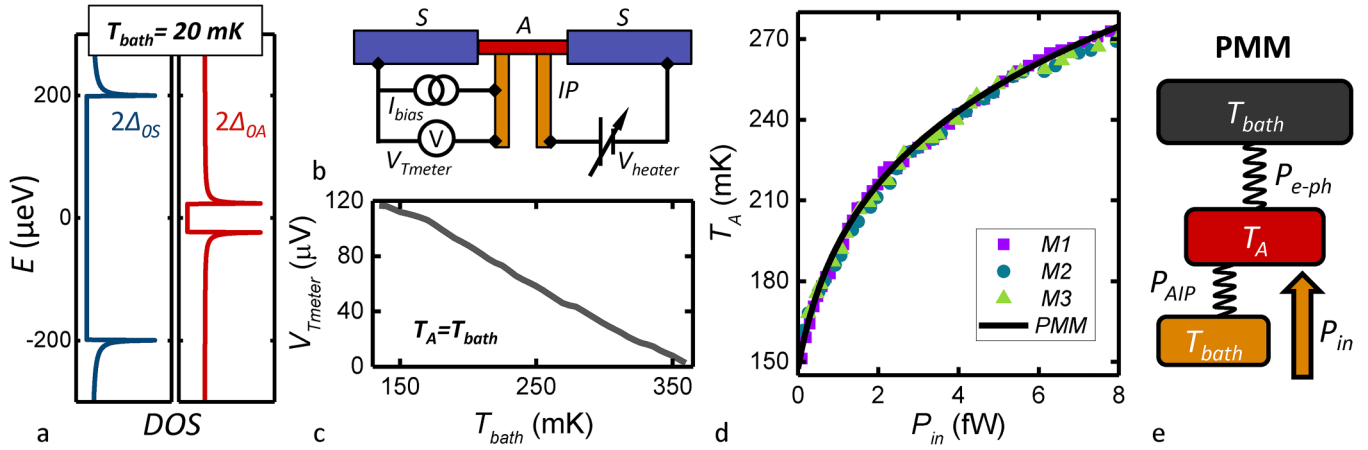 T_bath = 20 mK
E (μeV)
200
0
-200
2Δ_0S
2Δ_0A
DOS
a
S
A
S
I_bias
IP
V
V_Tmeter
V_heater
b
V_Tmeter (μV)
120
80
40
0
T_A=T_bath
150
250
350
T_bath (mK)
c
T_A (mK)
270
240
210
180
150
M1
M2
M3
PMM
0
2
4
6
8
P_in (fW)
d
PMM
T_bath
P_e-ph
T_A
P_AIP
T_bath
P_in
e